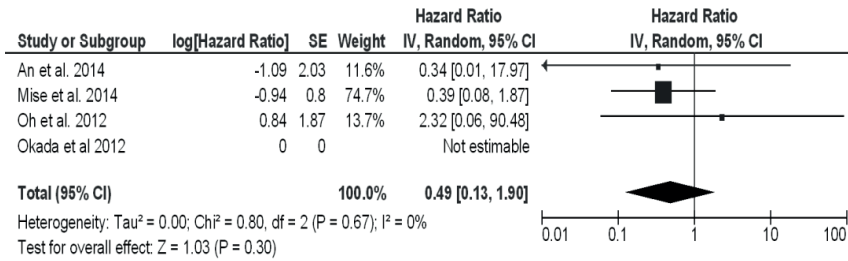 Hazard Ratio Hazard Ratio
Study or Subgroup log[Hazard Ratio] SE Weight IV, Random, 95% CI IV, Random, 95% CI
An et al. 2014 -1.09 2.03 11.6% 0.34 [0.01, 17.97]
Mise et al. 2014 -0.94 0.8 74.7% 0.39 [0.08, 1.87]
Oh et al. 2012 0.84 1.87 13.7% 2.32 [0.06, 90.48]
Okada et al 2012 0 0 Not estimable
Total (95% CI) 100.0% 0.49 [0.13, 1.90]
Heterogeneity: Tau² = 0.00; Chi² = 0.80, df = 2 (P = 0.67); I² = 0%
Test for overall effect: Z = 1.03 (P = 0.30)
0.01 0.1 1 10 100